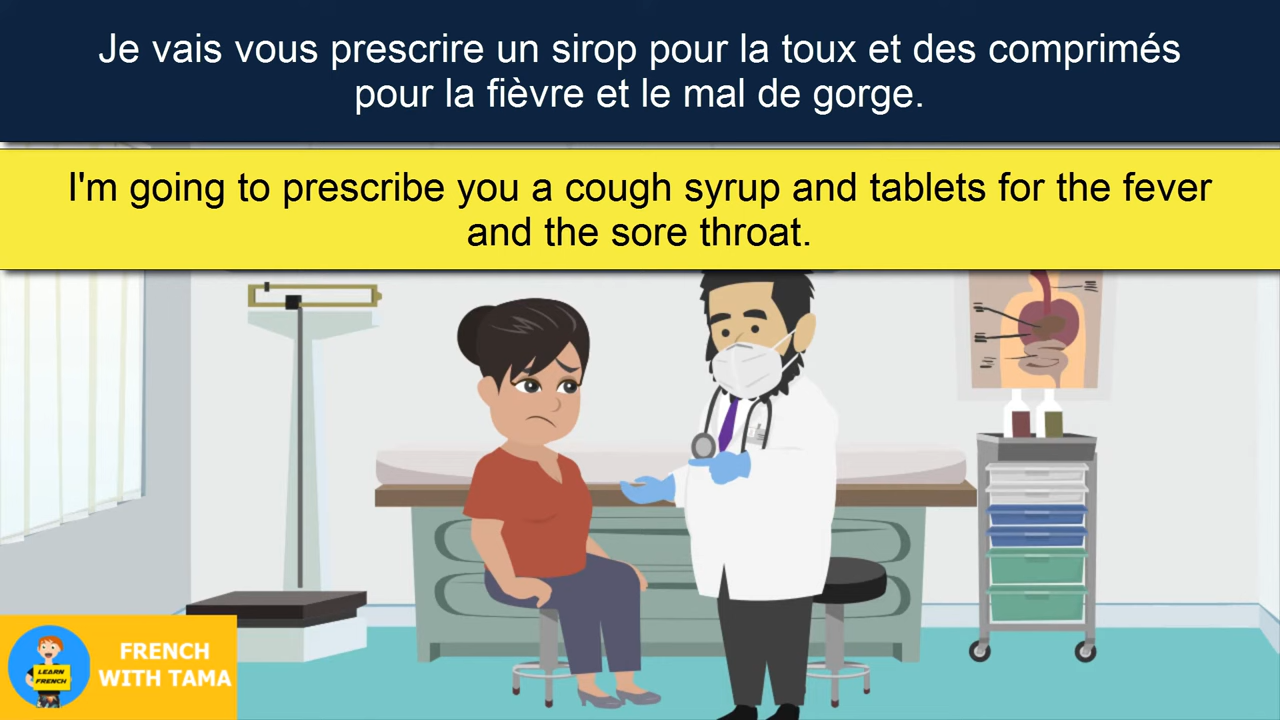 Je vais vous prescrire un sirop pour la toux et des comprimés
pour la fièvre et le mal de gorge.
I'm going to prescribe you a cough syrup and tablets for the fever
and the sore throat.
LEARN
FRENCH
FRENCH
WITH TAMA